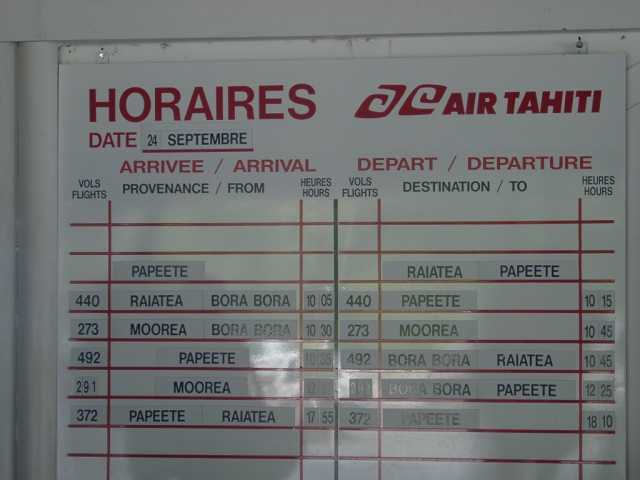 HORAIRES AIR TAHITI
DATE 24 SEPTEMBRE
ARRIVEE / ARRIVAL DEPART / DEPARTURE
VOLS FLIGHTS PROVENANCE / FROM HEURES HOURS VOLS FLIGHTS DESTINATION / TO HEURES HOURS
PAPEETE RAIATEA PAPEETE
440 RAIATEA BORA BORA 10 05 440 PAPEETE 10 15
273 MOOREA BORA BORA 10 30 273 MOOREA 10 45
492 PAPEETE 492 BORA BORA RAIATEA 10 45
291 MOOREA BORA BORA PAPEETE 12 25
372 PAPEETE RAIATEA 17 55 372 PAPEETE 18 10